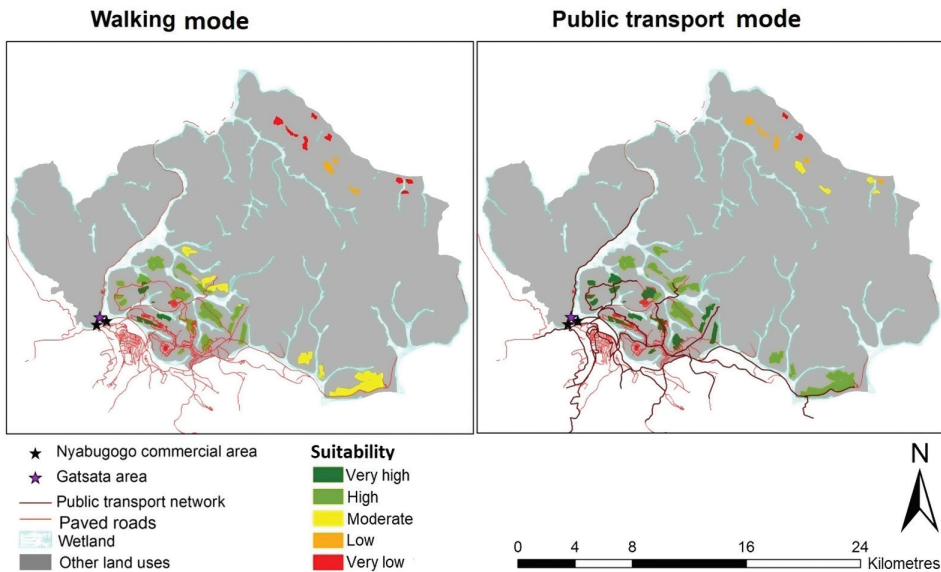 Walking mode
Public transport mode
Nyabugogo commercial area
Gatsata area
Public transport network
Paved roads
Wetland
Other land uses
Suitability
Very high
High
Moderate
Low
Very low
N
0 4 8 16 24
Kilometres